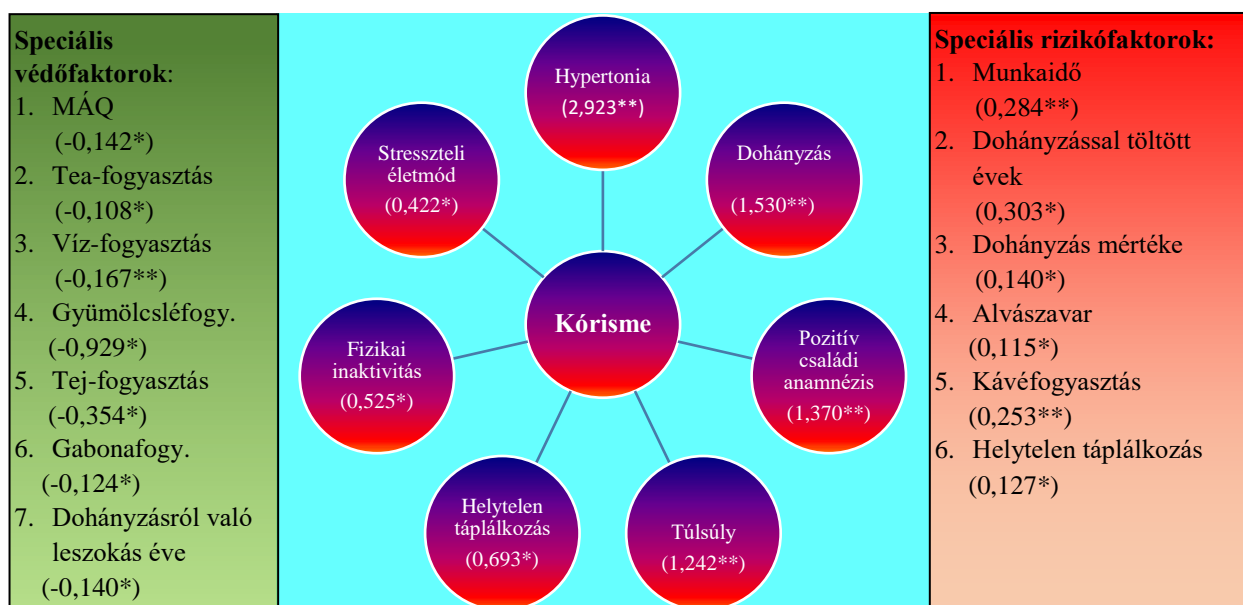 Speciális
védőfaktorok:
1. MÁQ
(-0,142*)
2. Tea-fogyasztás
(-0,108*)
3. Víz-fogyasztás
(-0,167**)
4. Gyümölcsléfogy.
(-0,929*)
5. Tej-fogyasztás
(-0,354*)
6. Gabonafogy.
(-0,124*)
7. Dohányzásról való
leszokás éve
(-0,140*)
Hypertonia
(2,923**)
Dohányzás
(1,530**)
Pozitív
családi
anamnézis
(1,370**)
Túlsúly
(1,242**)
Helytelen
táplálkozás
(0,693*)
Fizikai
inaktivitás
(0,525*)
Stresszteli
életmód
(0,422*)
Kórisme
Speciális rizikófaktorok:
1. Munkaidő
(0,284**)
2. Dohányzással töltött
évek
(0,303*)
3. Dohányzás mértéke
(0,140*)
4. Alvászavar
(0,115*)
5. Kávéfogyasztás
(0,253**)
6. Helytelen táplálkozás
(0,127*)